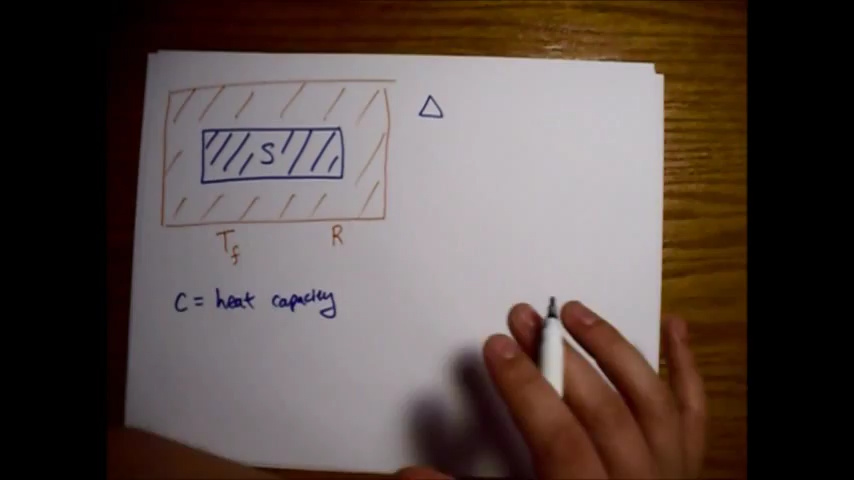 S
Δ
T_f R
C = heat capacity